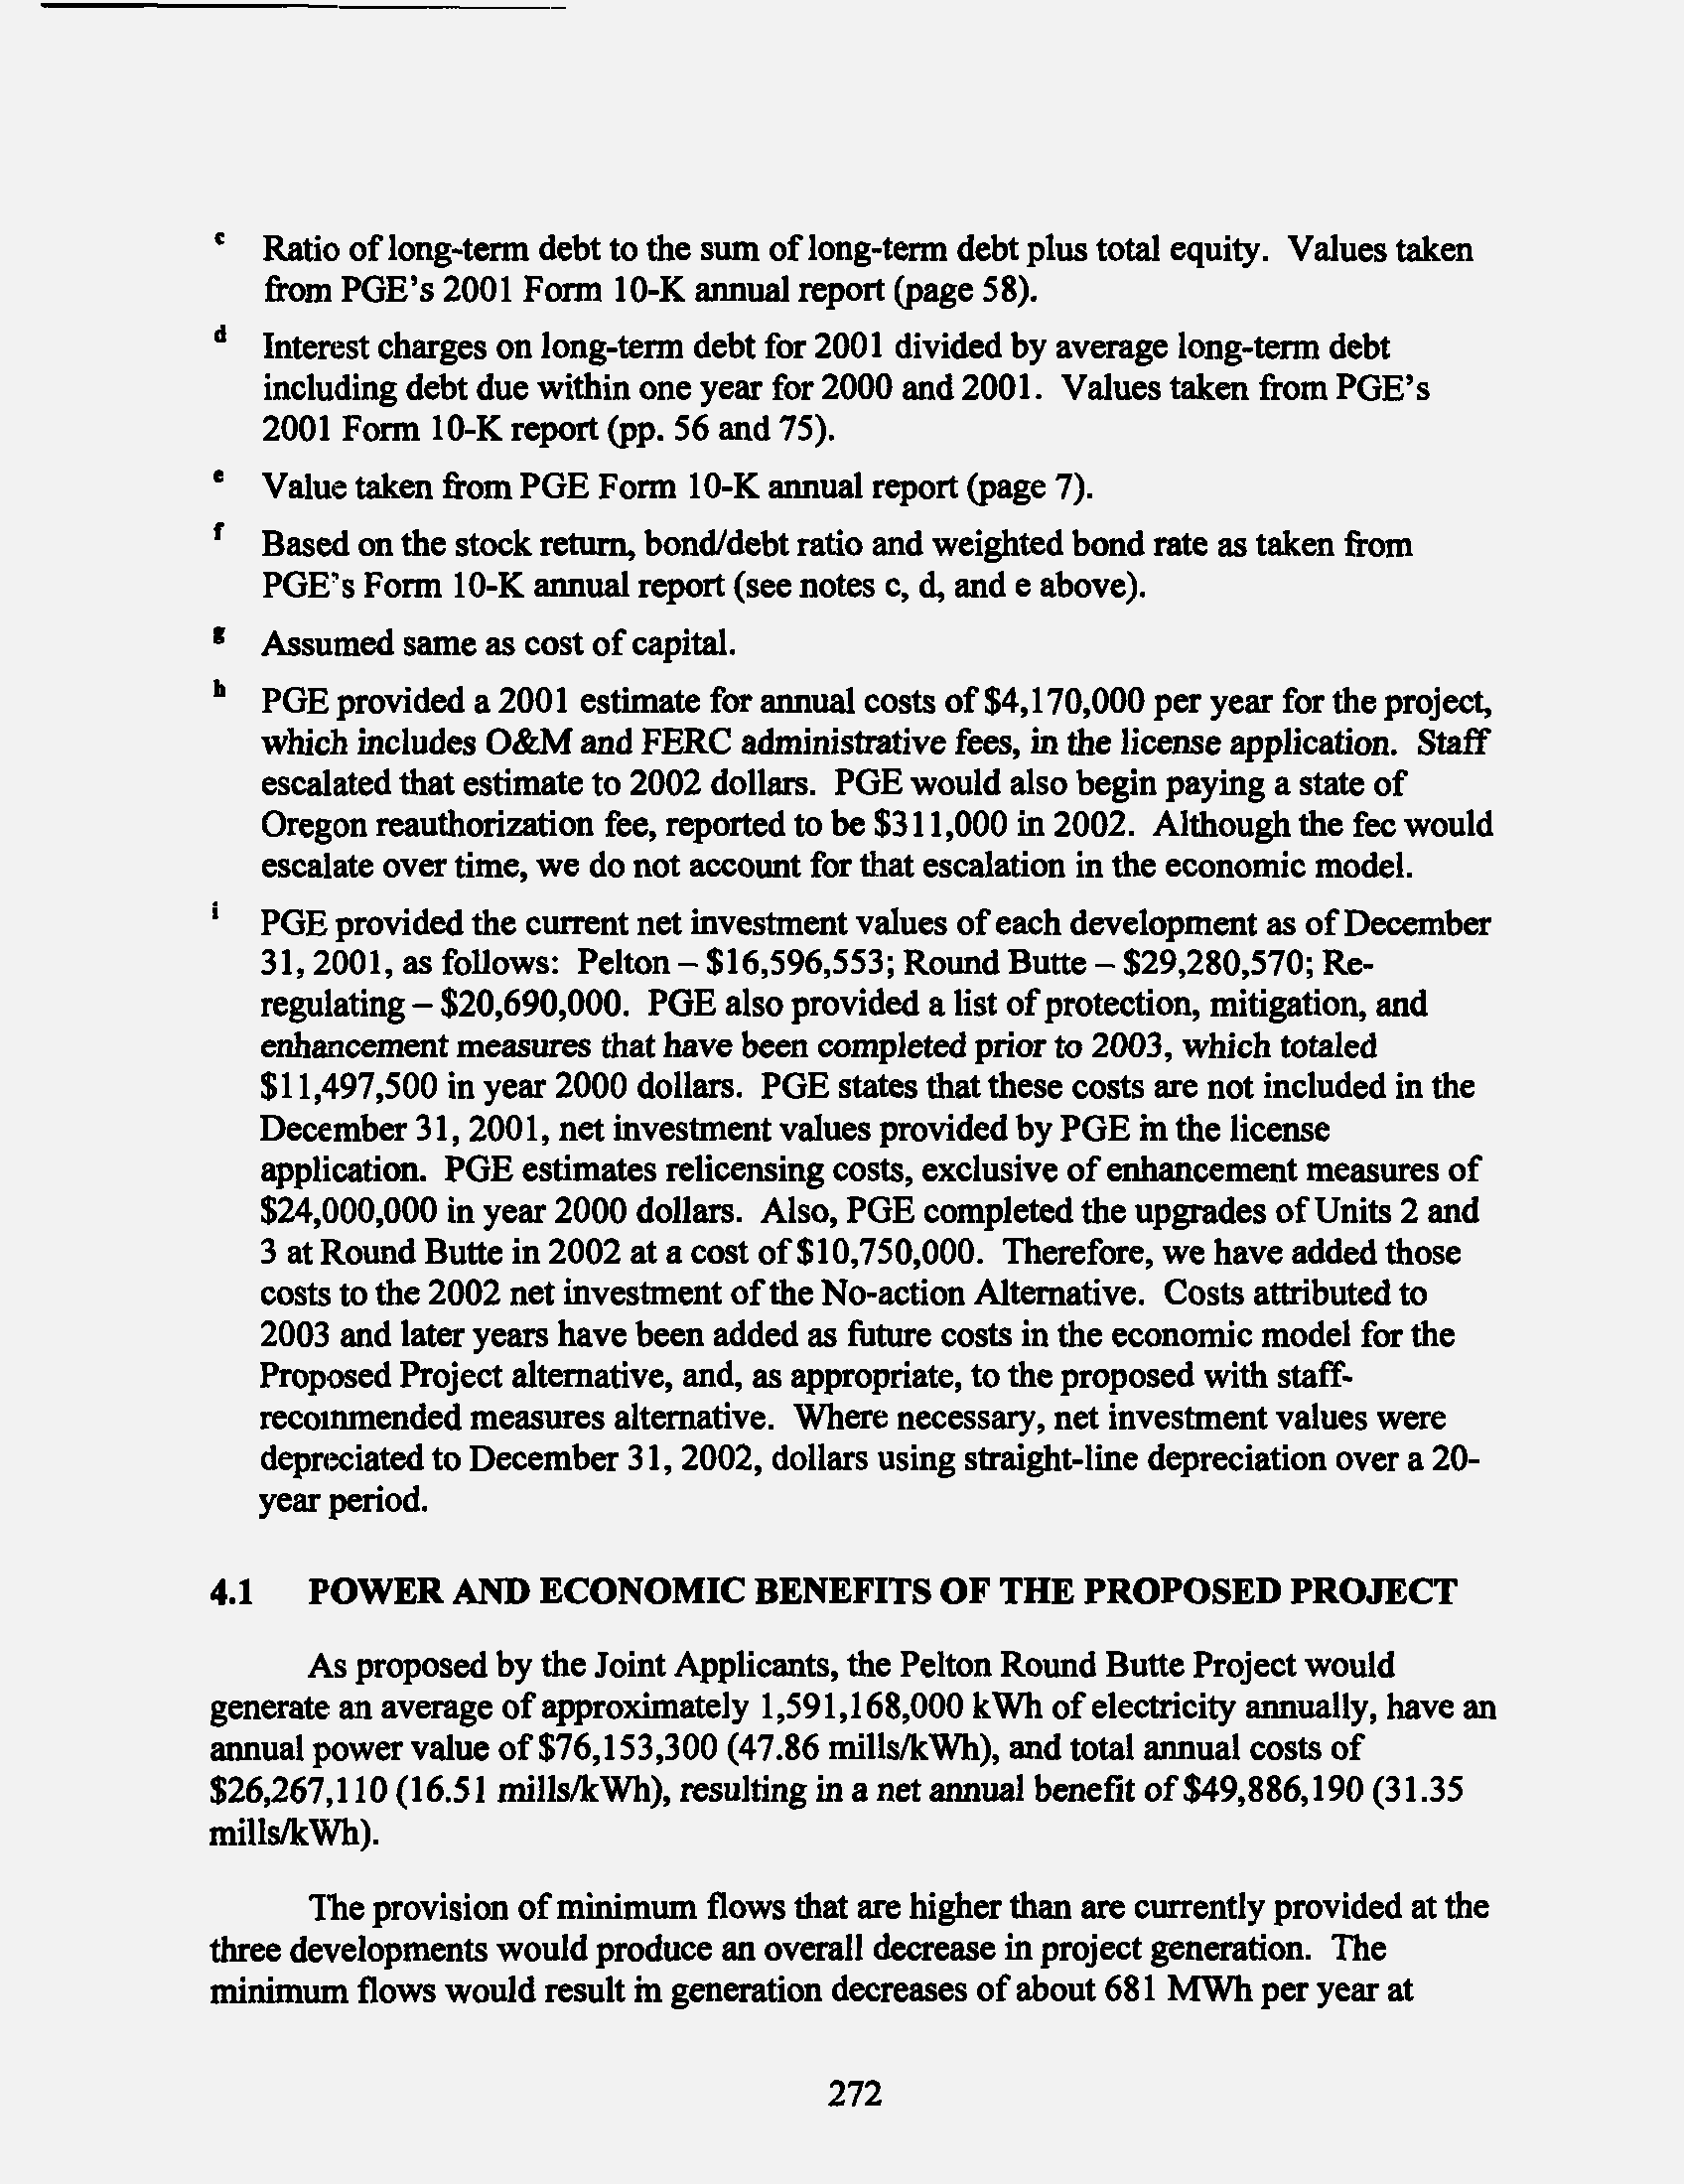 c Ratio of long-term debt to the sum of long-term debt plus total equity. Values taken
from PGE's 2001 Form 10-K annual report (page 58).
d Interest charges on long-term debt for 2001 divided by average long-term debt
including debt due within one year for 2000 and 2001. Values taken from PGE's
2001 Form 10-K report (pp. 56 and 75).
e Value taken from PGE Form 10-K annual report (page 7).
f Based on the stock return, bond/debt ratio and weighted bond rate as taken from
PGE's Form 10-K annual report (see notes c, d, and e above).
g Assumed same as cost of capital.
h PGE provided a 2001 estimate for annual costs of $4,170,000 per year for the project,
which includes O&M and FERC administrative fees, in the license application. Staff
escalated that estimate to 2002 dollars. PGE would also begin paying a state of
Oregon reauthorization fee, reported to be $311,000 in 2002. Although the fee would
escalate over time, we do not account for that escalation in the economic model.
i PGE provided the current net investment values of each development as of December
31, 2001, as follows: Pelton – $16,596,553; Round Butte – $29,280,570; Re-
regulating – $20,690,000. PGE also provided a list of protection, mitigation, and
enhancement measures that have been completed prior to 2003, which totaled
$11,497,500 in year 2000 dollars. PGE states that these costs are not included in the
December 31, 2001, net investment values provided by PGE in the license
application. PGE estimates relicensing costs, exclusive of enhancement measures of
$24,000,000 in year 2000 dollars. Also, PGE completed the upgrades of Units 2 and
3 at Round Butte in 2002 at a cost of $10,750,000. Therefore, we have added those
costs to the 2002 net investment of the No-action Alternative. Costs attributed to
2003 and later years have been added as future costs in the economic model for the
Proposed Project alternative, and, as appropriate, to the proposed with staff-
recommended measures alternative. Where necessary, net investment values were
depreciated to December 31, 2002, dollars using straight-line depreciation over a 20-
year period.
4.1 POWER AND ECONOMIC BENEFITS OF THE PROPOSED PROJECT
As proposed by the Joint Applicants, the Pelton Round Butte Project would
generate an average of approximately 1,591,168,000 kWh of electricity annually, have an
annual power value of $76,153,300 (47.86 mills/kWh), and total annual costs of
$26,267,110 (16.51 mills/kWh), resulting in a net annual benefit of $49,886,190 (31.35
mills/kWh).
The provision of minimum flows that are higher than are currently provided at the
three developments would produce an overall decrease in project generation. The
minimum flows would result in generation decreases of about 681 MWh per year at
272